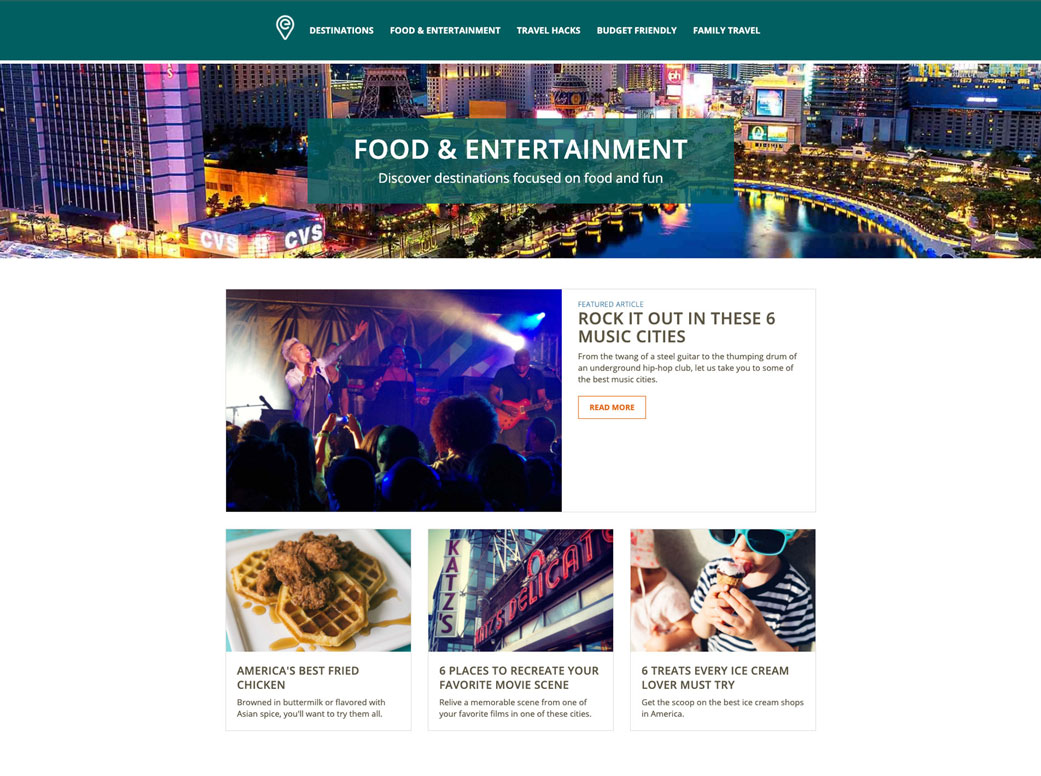 DESTINATIONS FOOD & ENTERTAINMENT TRAVEL HACKS BUDGET FRIENDLY FAMILY TRAVEL
FOOD & ENTERTAINMENT
Discover destinations focused on food and fun
CVS CVS
FEATURED ARTICLE
ROCK IT OUT IN THESE 6
MUSIC CITIES
From the twang of a steel guitar to the thumping drum of
an underground hip-hop club, let us take you to some of
the best music cities.
READ MORE
KATZ'S
KATZ'S DELICAT
AMERICA'S BEST FRIED
CHICKEN
Browned in buttermilk or flavored with
Asian spice, you'll want to try them all.
6 PLACES TO RECREATE YOUR
FAVORITE MOVIE SCENE
Relive a memorable scene from one of
your favorite films in one of these cities.
6 TREATS EVERY ICE CREAM
LOVER MUST TRY
Get the scoop on the best ice cream shops
in America.